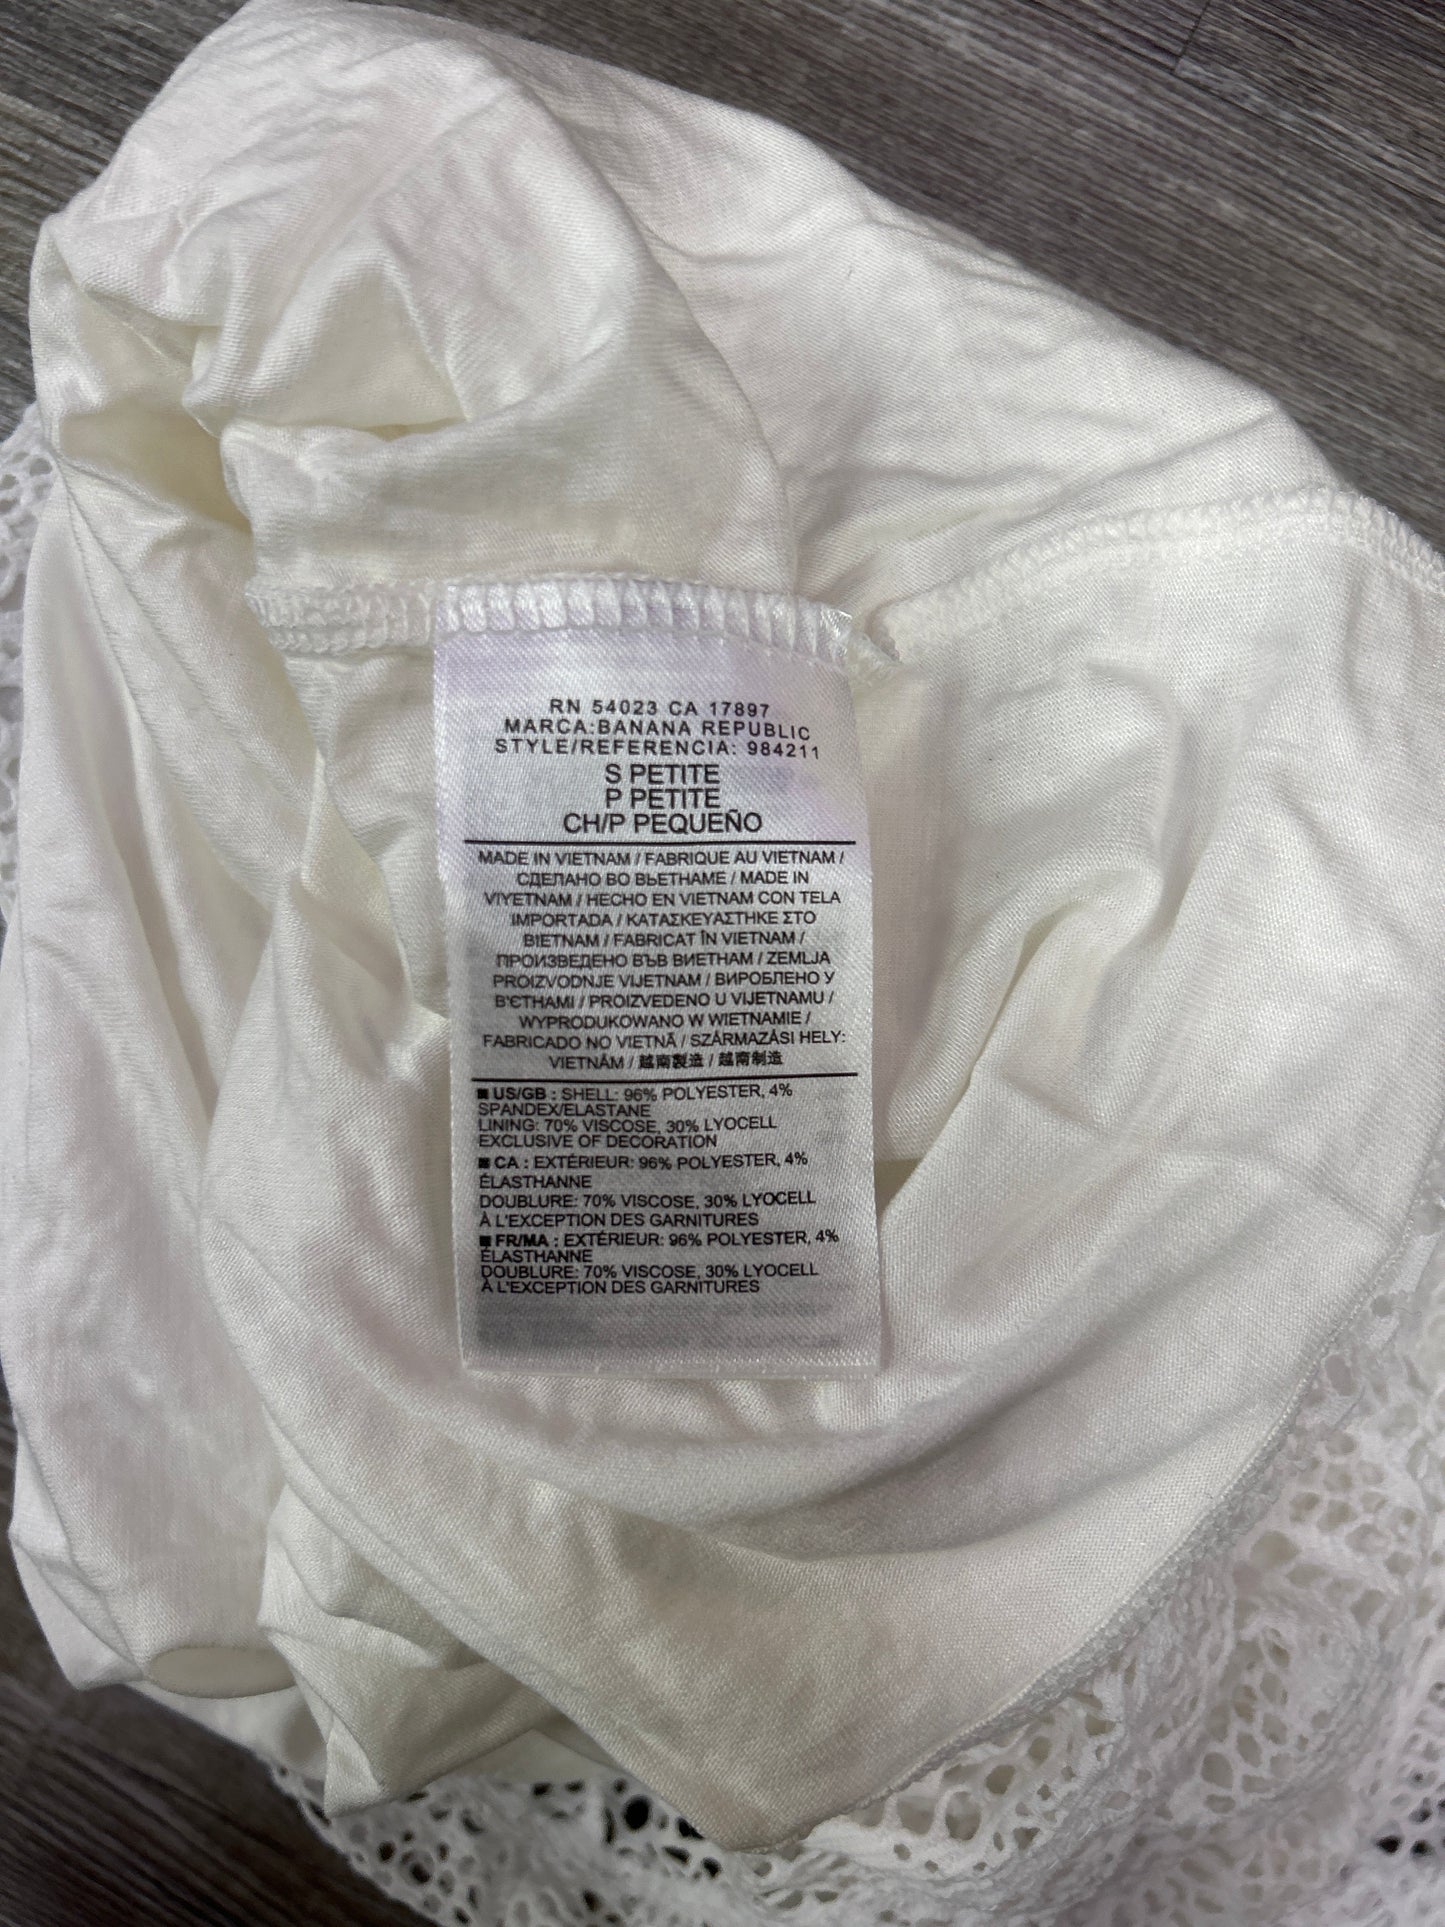 RN 54023 CA 17897
MARCA:BANANA REPUBLIC
STYLE/REFERENCIA: 984211
S PETITE
P PETITE
CH/P PEQUEÑO
MADE IN VIETNAM / FABRIQUE AU VIETNAM /
СДЕЛАНО ВО ВЬЕТНАМЕ / MADE IN
VIYETNAM / HECHO EN VIETNAM CON TELA
IMPORTADA / ΚΑΤΑΣΚΕΥΑΣΤΗΚΕ ΣΤΟ
ΒΙΕΤΝΑΜ / FABRICAT ÎN VIETNAM /
ПРОИЗВЕДЕНО ВЪВ ВИЕТНАМ / ZEMLJA
PROIZVODNJE VIJETNAM / ВИРОБЛЕНО У
В'ЄТНАМІ / PROIZVEDENO U VIJETNAMU /
WYPRODUKOWANO W WIETNAMIE /
FABRICADO NO VIETNÃ / SZÁRMAZÁSI HELY:
VIETNÁM / 越南製造 / 越南制造
■ US/GB : SHELL: 96% POLYESTER, 4%
SPANDEX/ELASTANE
LINING: 70% VISCOSE, 30% LYOCELL
EXCLUSIVE OF DECORATION
■ CA : EXTÉRIEUR: 96% POLYESTER, 4%
ÉLASTHANNE
DOUBLURE: 70% VISCOSE, 30% LYOCELL
À L'EXCEPTION DES GARNITURES
■ FR/MA : EXTÉRIEUR: 96% POLYESTER, 4%
ÉLASTHANNE
DOUBLURE: 70% VISCOSE, 30% LYOCELL
À L'EXCEPTION DES GARNITURES